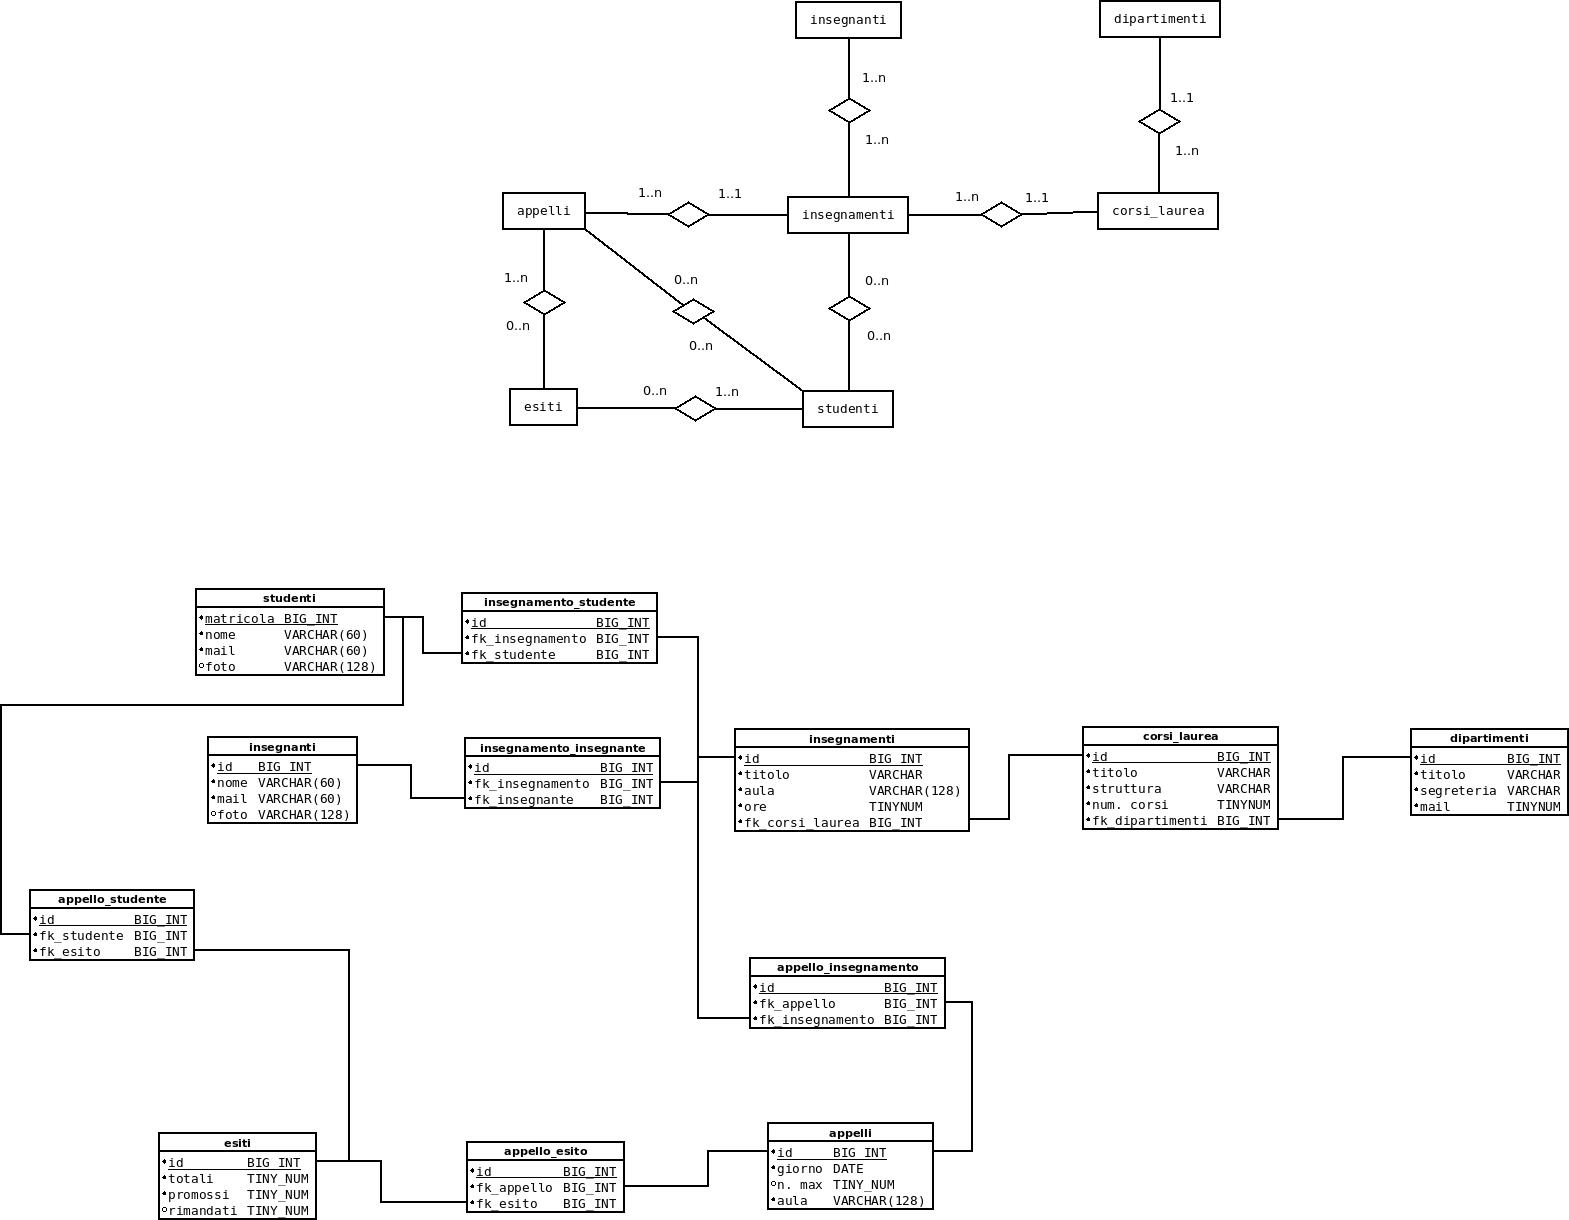 insegnanti
dipartimenti
1..n
1..1
1..n
1..n
appelli
1..n
1..1
insegnamenti
1..n
1..1
corsi_laurea
1..n
0..n
0..n
0..n
0..n
0..n
esiti
0..n
1..n
studenti
studenti
matricola BIG_INT
nome VARCHAR(60)
mail VARCHAR(60)
foto VARCHAR(128)
insegnamento_studente
id BIG_INT
fk_insegnamento BIG_INT
fk_studente BIG_INT
insegnanti
id BIG_INT
nome VARCHAR(60)
mail VARCHAR(60)
foto VARCHAR(128)
insegnamento_insegnante
id BIG_INT
fk_insegnamento BIG_INT
fk_insegnante BIG_INT
insegnamenti
id BIG_INT
titolo VARCHAR
aula VARCHAR(128)
ore TINYNUM
fk_corsi_laurea BIG_INT
corsi_laurea
id BIG_INT
titolo VARCHAR
struttura VARCHAR
num. corsi TINYNUM
fk_dipartimenti BIG_INT
dipartimenti
id BIG_INT
titolo VARCHAR
segreteria VARCHAR
mail TINYNUM
appello_studente
id BIG_INT
fk_studente BIG_INT
fk_esito BIG_INT
appello_insegnamento
id BIG_INT
fk_appello BIG_INT
fk_insegnamento BIG_INT
esiti
id BIG_INT
totali TINY_NUM
promossi TINY_NUM
rimandati TINY_NUM
appello_esito
id BIG_INT
fk_appello BIG_INT
fk_esito BIG_INT
appelli
id BIG_INT
giorno DATE
n. max TINY_NUM
aula VARCHAR(128)